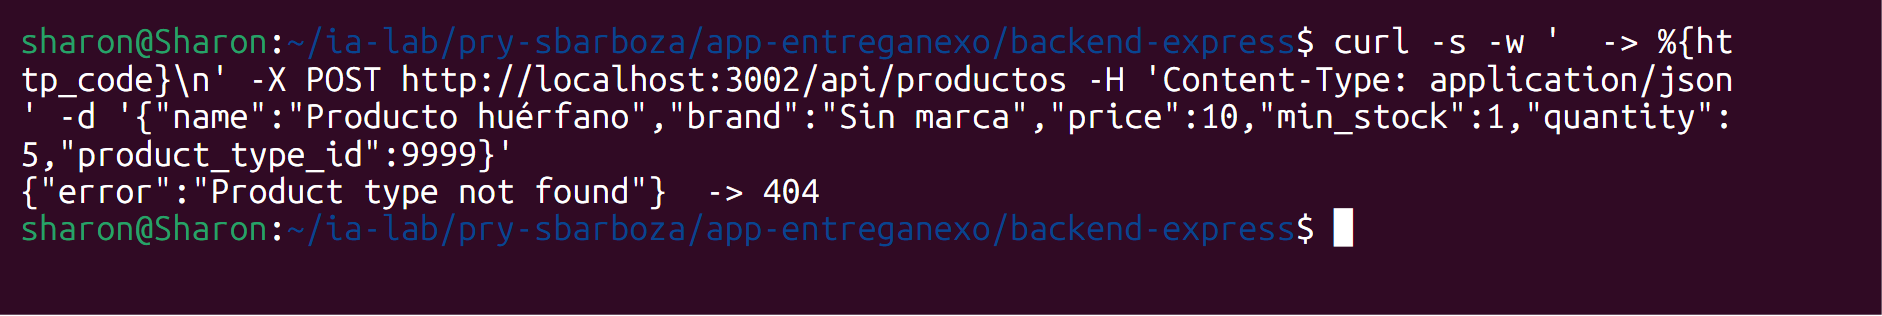 sharon@Sharon:~/ia-lab/pry-sbarboza/app-entreganexo/backend-express$ curl -s -w '  -> %{ht
tp_code}\n' -X POST http://localhost:3002/api/productos -H 'Content-Type: application/json
' -d '{"name":"Producto huérfano","brand":"Sin marca","price":10,"min_stock":1,"quantity":
5,"product_type_id":9999}'
{"error":"Product type not found"}  -> 404
sharon@Sharon:~/ia-lab/pry-sbarboza/app-entreganexo/backend-express$